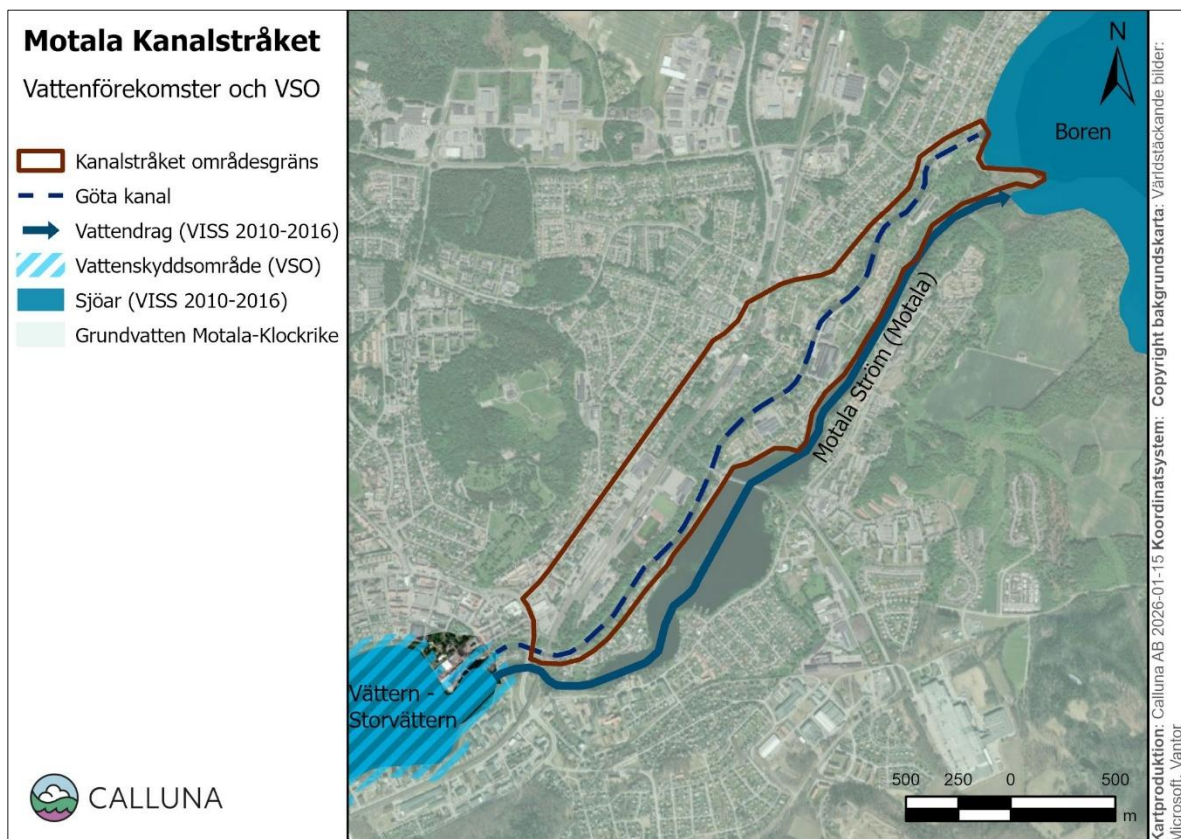 Motala Kanalstråket
Vattenförekomster och VSO
Kanalstråket områdesgräns
Göta kanal
Vattendrag (VISS 2010-2016)
Vattenskyddsområde (VSO)
Sjöar (VISS 2010-2016)
Grundvatten Motala-Klockrike
CALLUNA
N
Boren
Motala Ström (Motala)
Vättern -
Storvättern
500 250 0 500
m
Kartproduktion: Calluna AB 2026-01-15 Koordinatsystem: Copyright bakgrundskarta: Världstäckande bilder:
Microsoft, Vantor